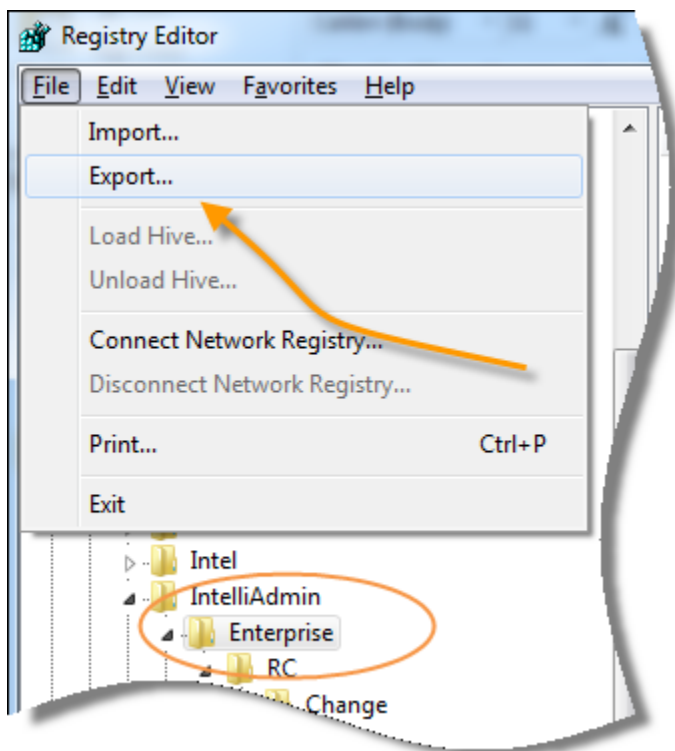 Registry Editor
File Edit View Favorites Help
Import...
Export...
Load Hive...
Unload Hive...
Connect Network Registry...
Disconnect Network Registry...
Print... Ctrl+P
Exit
Intel
IntelliAdmin
Enterprise
RC
Change